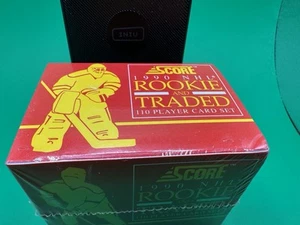 SCORE
1990 NHL
ROOKIE
AND
TRADED
110 PLAYER CARD SET
SCORE
1990 NHL
ROOKIE